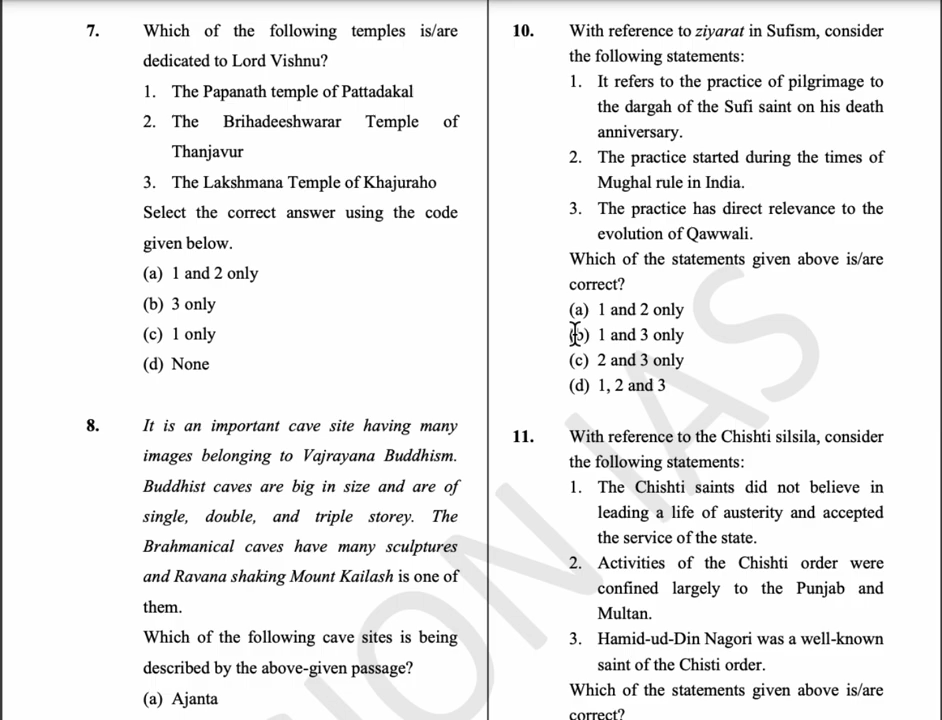 7. Which of the following temples is/are
dedicated to Lord Vishnu?
1. The Papanath temple of Pattadakal
2. The Brihadeeshwarar Temple of
Thanjavur
3. The Lakshmana Temple of Khajuraho
Select the correct answer using the code
given below.
(a) 1 and 2 only
(b) 3 only
(c) 1 only
(d) None
8. It is an important cave site having many
images belonging to Vajrayana Buddhism.
Buddhist caves are big in size and are of
single, double, and triple storey. The
Brahmanical caves have many sculptures
and Ravana shaking Mount Kailash is one of
them.
Which of the following cave sites is being
described by the above-given passage?
(a) Ajanta
10. With reference to ziyarat in Sufism, consider
the following statements:
1. It refers to the practice of pilgrimage to
the dargah of the Sufi saint on his death
anniversary.
2. The practice started during the times of
Mughal rule in India.
3. The practice has direct relevance to the
evolution of Qawwali.
Which of the statements given above is/are
correct?
(a) 1 and 2 only
(b) 1 and 3 only
(c) 2 and 3 only
(d) 1, 2 and 3
11. With reference to the Chishti silsila, consider
the following statements:
1. The Chishti saints did not believe in
leading a life of austerity and accepted
the service of the state.
2. Activities of the Chishti order were
confined largely to the Punjab and
Multan.
3. Hamid-ud-Din Nagori was a well-known
saint of the Chisti order.
Which of the statements given above is/are
correct?
ION IAS